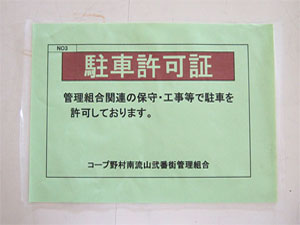 NO3
駐車許可証
管理組合関連の保守・工事等で駐車を
許可しております。
コープ野村南流山弐番街管理組合